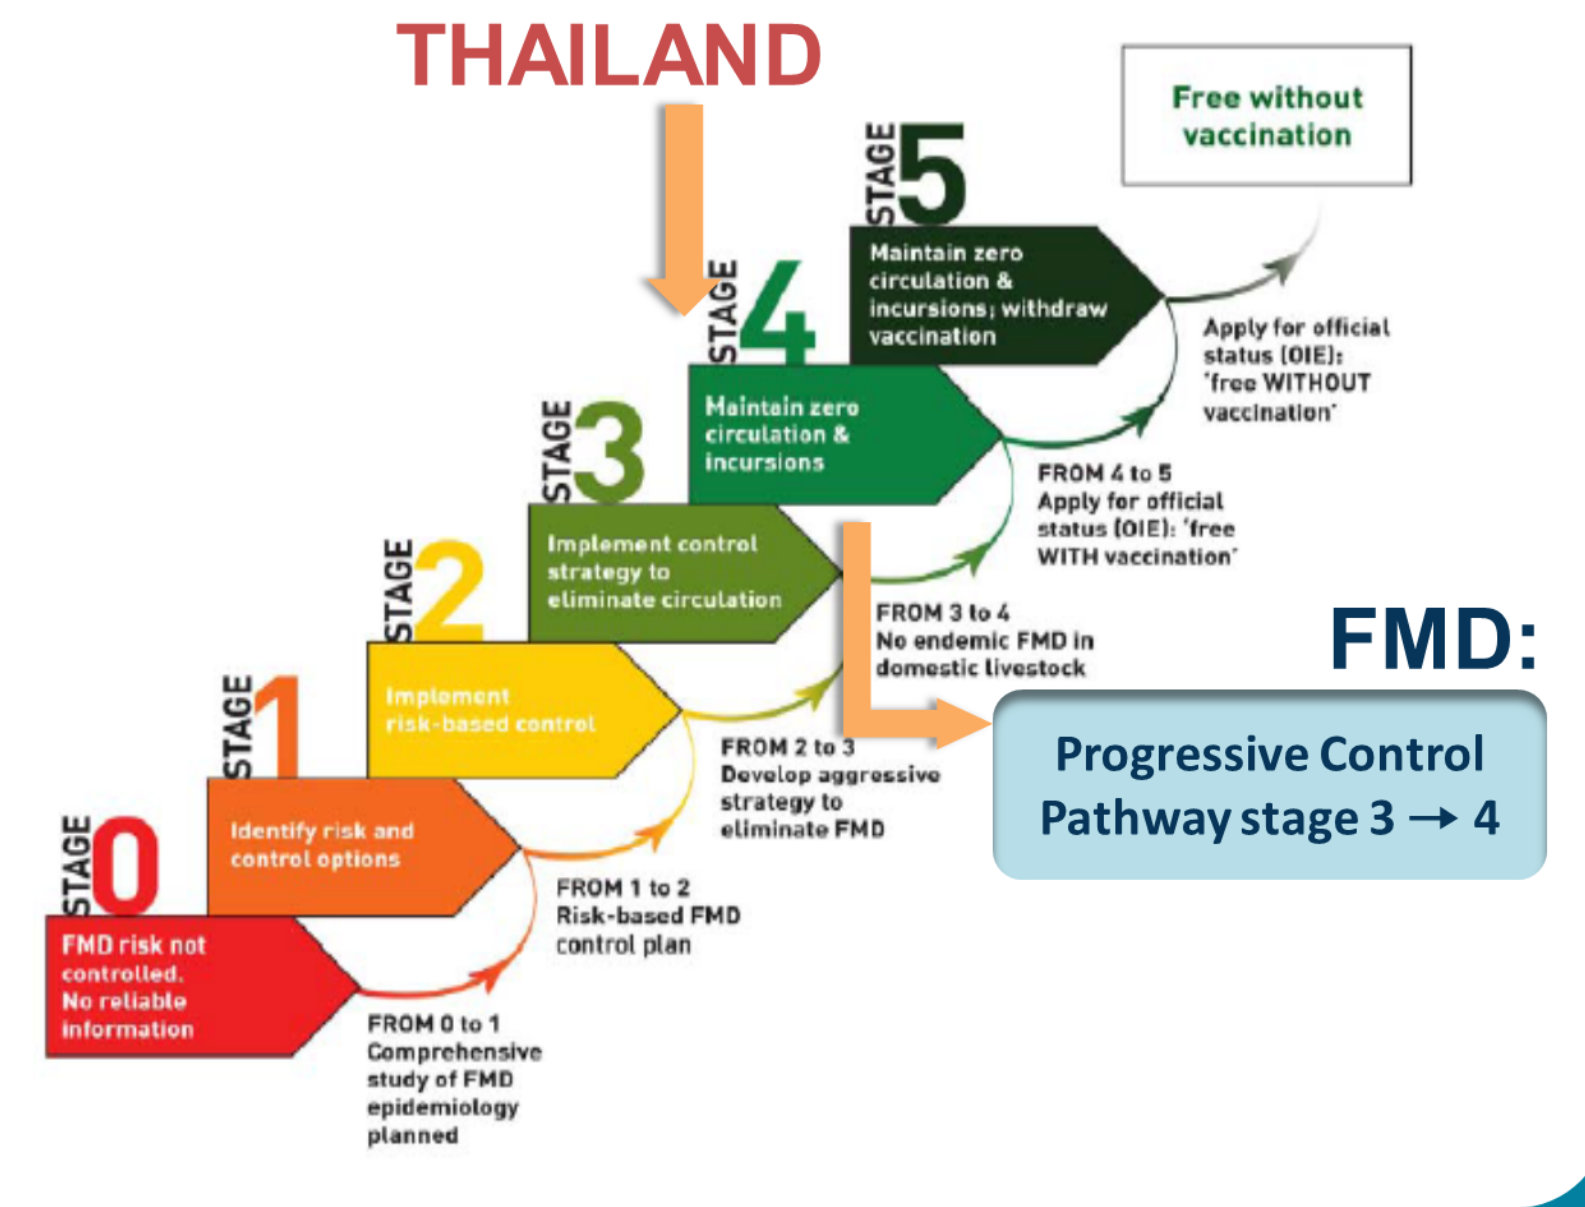 THAILAND
Free without
vaccination
STAGE 5
Maintain zero
circulation &
incursions; withdraw
vaccination
Apply for official
status (OIE):
'free WITHOUT
vaccination'
STAGE 4
Maintain zero
circulation &
incursions
FROM 4 to 5
Apply for official
status (OIE): 'free
WITH vaccination'
STAGE 3
Implement control
strategy to
eliminate circulation
FROM 3 to 4
No endemic FMD in
domestic livestock
FMD:
Progressive Control
Pathway stage 3 → 4
STAGE 2
Implement
risk-based control
FROM 2 to 3
Develop aggressive
strategy to
eliminate FMD
STAGE 1
Identify risk and
control options
FROM 1 to 2
Risk-based FMD
control plan
STAGE 0
FMD risk not
controlled.
No reliable
information
FROM 0 to 1
Comprehensive
study of FMD
epidemiology
planned